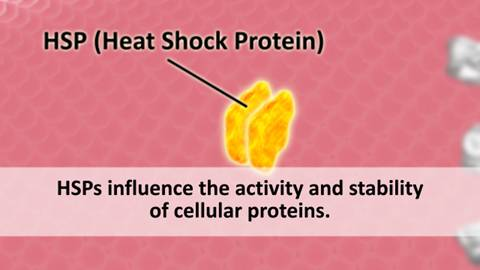 HSP (Heat Shock Protein)
HSPs influence the activity and stability
of cellular proteins.